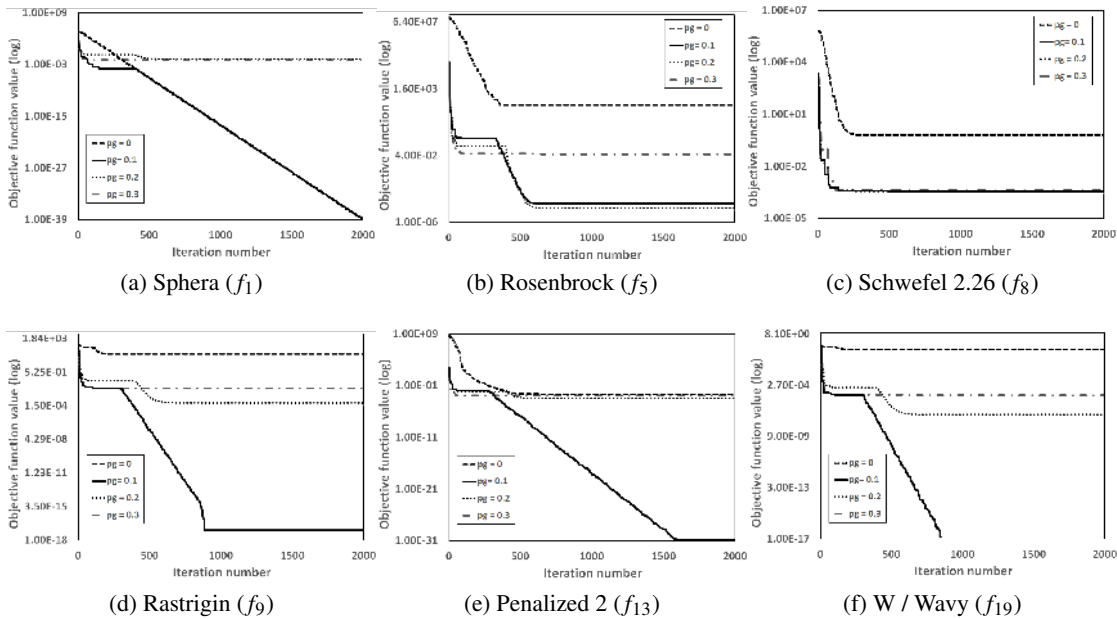 Objective function value (log)
1.00E+09
1.00E-03
1.00E-15
1.00E-27
1.00E-39
pg = 0
pg= 0.1
pg = 0.2
pg = 0.3
0 500 1000 1500 2000
Iteration number
(a) Sphera (f1)
Objective function value (log)
5.40E+07
1.60E+03
4.00E-02
1.00E-06
pg = 0
pg= 0.1
pg = 0.2
pg = 0.3
0 500 1000 1500 2000
Iteration number
(b) Rosenbrock (f5)
Objective function value (log)
1.00E+07
1.00E+04
1.00E+01
1.00E-02
1.00E-05
pg = 0
pg= 0.1
pg = 0.2
pg = 0.3
0 500 1000 1500 2000
Iteration number
(c) Schwefel 2.26 (f8)
Objective function value (log)
1.84E+03
5.25E-01
1.50E-04
4.29E-08
1.23E-11
3.50E-15
1.00E-18
pg = 0
pg = 0.1
pg = 0.2
pg = 0.3
0 500 1000 1500 2000
Iteration number
(d) Rastrigin (f9)
Objective function value (log)
1.00E+09
1.00E-01
1.00E-11
1.00E-21
1.00E-31
pg = 0
pg= 0.1
pg = 0.2
pg = 0.3
0 500 1000 1500 2000
Iteration number
(e) Penalized 2 (f13)
Objective function value (log)
8.10E+00
2.70E-04
9.00E-09
3.00E-13
1.00E-17
pg = 0
pg= 0.1
pg = 0.2
pg = 0.3
0 500 1000 1500 2000
Iteration number
(f) W / Wavy (f19)